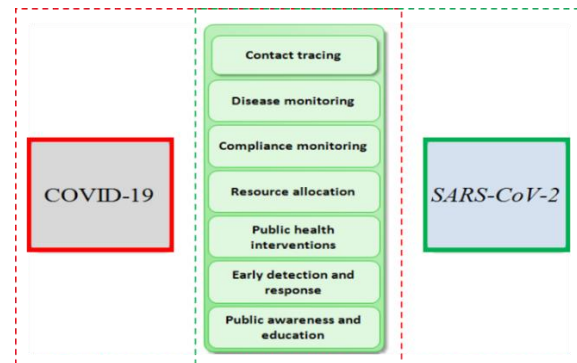 COVID-19
Contact tracing
Disease monitoring
Compliance monitoring
Resource allocation
Public health
interventions
Early detection and
response
Public awareness and
education
SARS-CoV-2